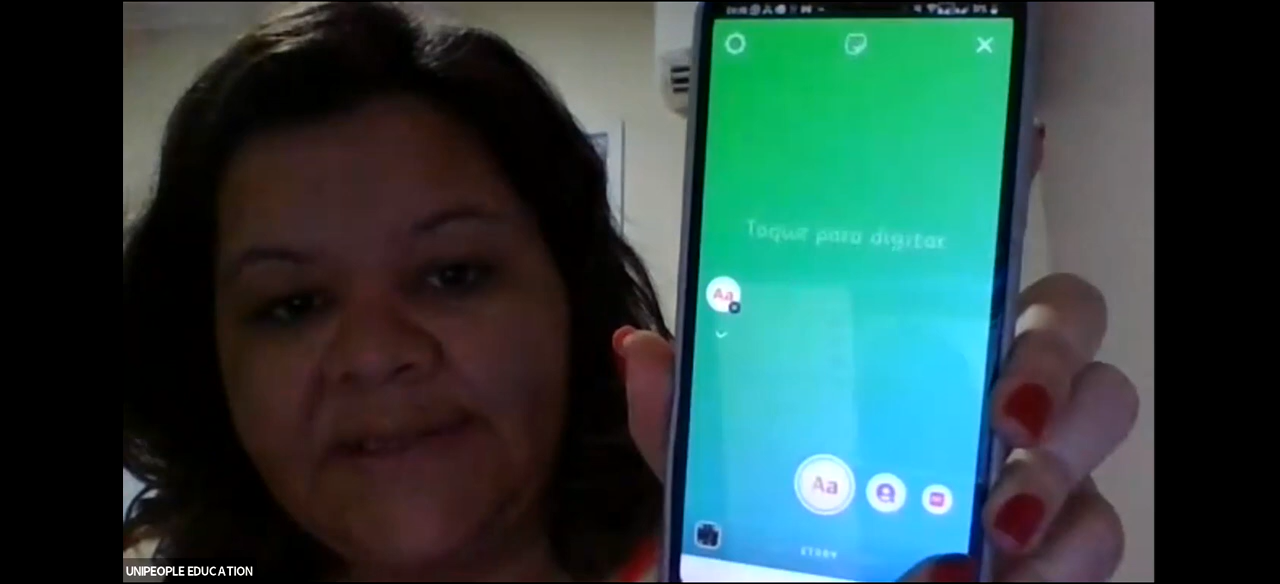 Toque para digitar
Aa
Aa
STORY
UNIPEOPLE EDUCATION